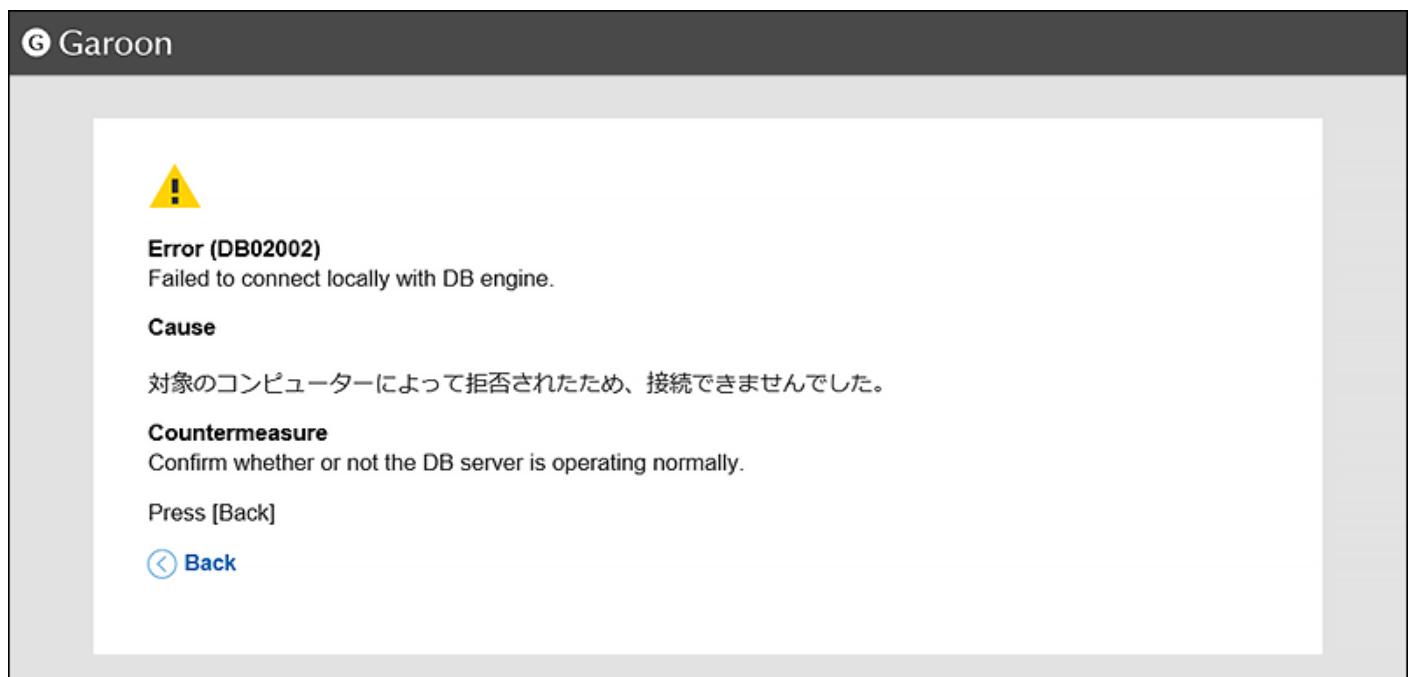 G Garoon
Error (DB02002)
Failed to connect locally with DB engine.
Cause
対象のコンピューターによって拒否されたため、接続できませんでした。
Countermeasure
Confirm whether or not the DB server is operating normally.
Press [Back]
Back